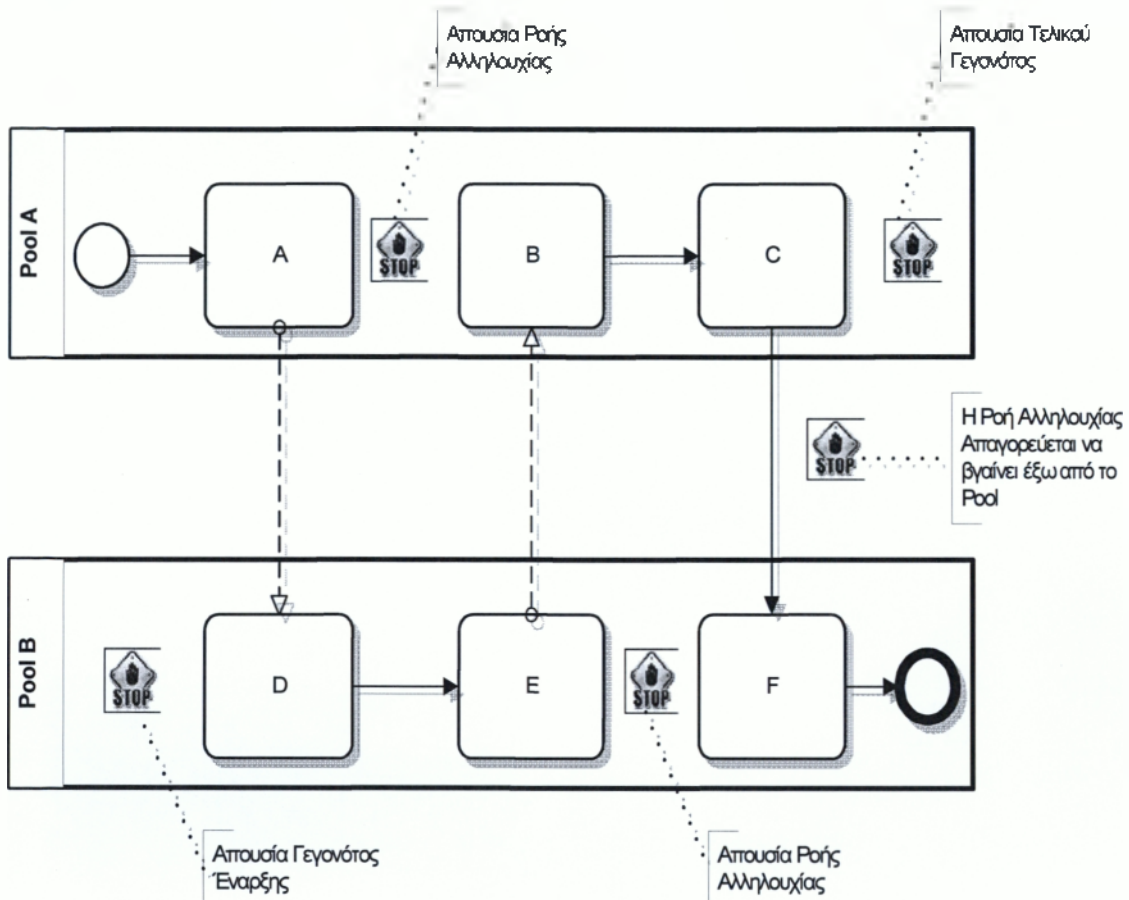 Απουσία Ροής
Αλληλουχίας
Απουσία Τελικού
Γεγονότος
Pool A
A
STOP
B
C
STOP
STOP
Η Ροή Αλληλουχίας
Απαγορεύεται να
βγαίνει έξω από το
Pool
Pool B
STOP
D
E
STOP
F
Απουσία Γεγονότος
Έναρξης
Απουσία Ροής
Αλληλουχίας